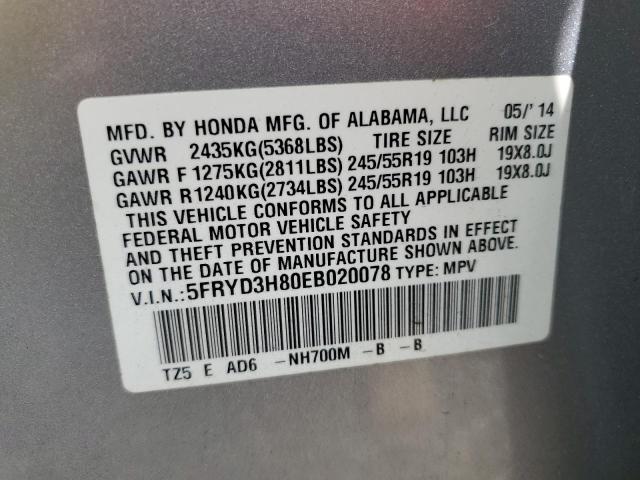 MFD. BY HONDA MFG. OF ALABAMA, LLC 05/'14
GVWR 2435KG(5368LBS) TIRE SIZE RIM SIZE
GAWR F 1275KG(2811LBS) 245/55R19 103H 19X8.0J
GAWR R 1240KG(2734LBS) 245/55R19 103H 19X8.0J
THIS VEHICLE CONFORMS TO ALL APPLICABLE
FEDERAL MOTOR VEHICLE SAFETY
AND THEFT PREVENTION STANDARDS IN EFFECT
ON THE DATE OF MANUFACTURE SHOWN ABOVE.
V.I.N.:5FRYD3H80EB020078 TYPE: MPV
TZ5 E AD6 -NH700M -B -B